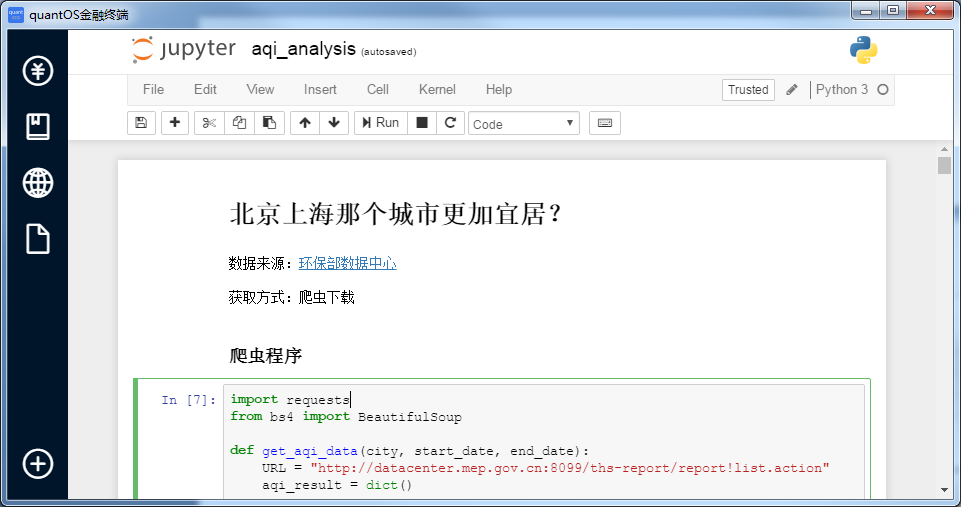 quantOS金融终端
jupyter aqi_analysis (autosaved)
File Edit View Insert Cell Kernel Help Trusted Python 3
Run Code
北京上海那个城市更加宜居？
数据来源：环保部数据中心
获取方式：爬虫下载
爬虫程序
In [7]: import requests
from bs4 import BeautifulSoup
def get_aqi_data(city, start_date, end_date):
URL = "http://datacenter.mep.gov.cn:8099/ths-report/report!list.action"
aqi_result = dict()